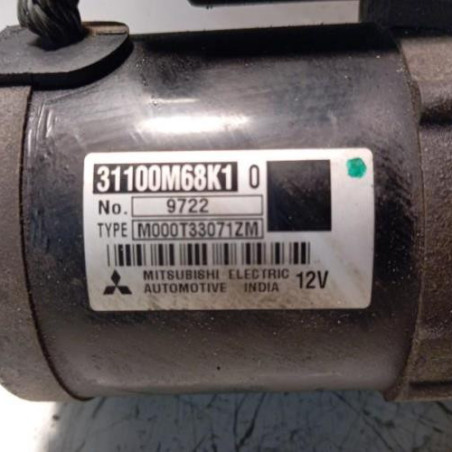 31100M68K1 0
No. 9722
TYPE M000T33071ZM
MITSUBISHI ELECTRIC
AUTOMOTIVE INDIA 12V